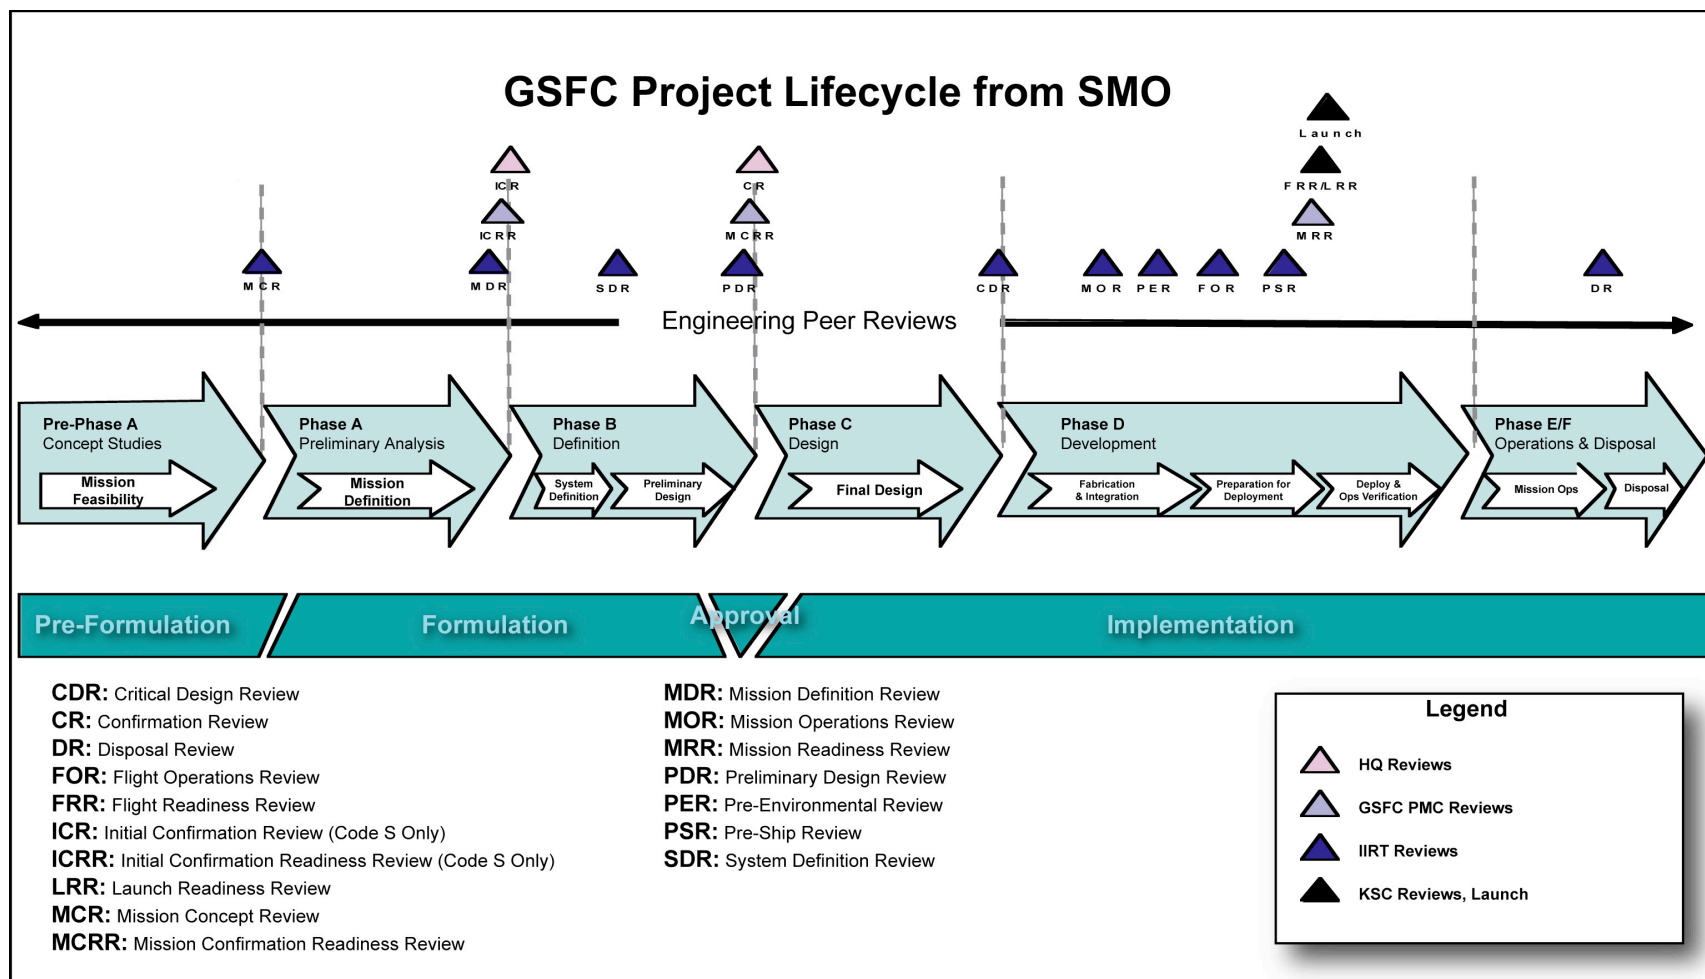 GSFC Project Lifecycle from SMO
Launch
ICR
CR
FRR/LRR
ICRR
MCRR
MRR
MCR
MDR
SDR
PDR
CDR
MOR
PER
FOR
PSR
DR
Engineering Peer Reviews
Pre-Phase A
Concept Studies
Mission
Feasibility
Phase A
Preliminary Analysis
Mission
Definition
Phase B
Definition
System
Definition
Preliminary
Design
Phase C
Design
Final Design
Phase D
Development
Fabrication
& Integration
Preparation for
Deployment
Deploy &
Ops Verification
Phase E/F
Operations & Disposal
Mission Ops
Disposal
Pre-Formulation
Formulation
Approval
Implementation
CDR: Critical Design Review
CR: Confirmation Review
DR: Disposal Review
FOR: Flight Operations Review
FRR: Flight Readiness Review
ICR: Initial Confirmation Review (Code S Only)
ICRR: Initial Confirmation Readiness Review (Code S Only)
LRR: Launch Readiness Review
MCR: Mission Concept Review
MCRR: Mission Confirmation Readiness Review
MDR: Mission Definition Review
MOR: Mission Operations Review
MRR: Mission Readiness Review
PDR: Preliminary Design Review
PER: Pre-Environmental Review
PSR: Pre-Ship Review
SDR: System Definition Review
Legend
HQ Reviews
GSFC PMC Reviews
IIRT Reviews
KSC Reviews, Launch